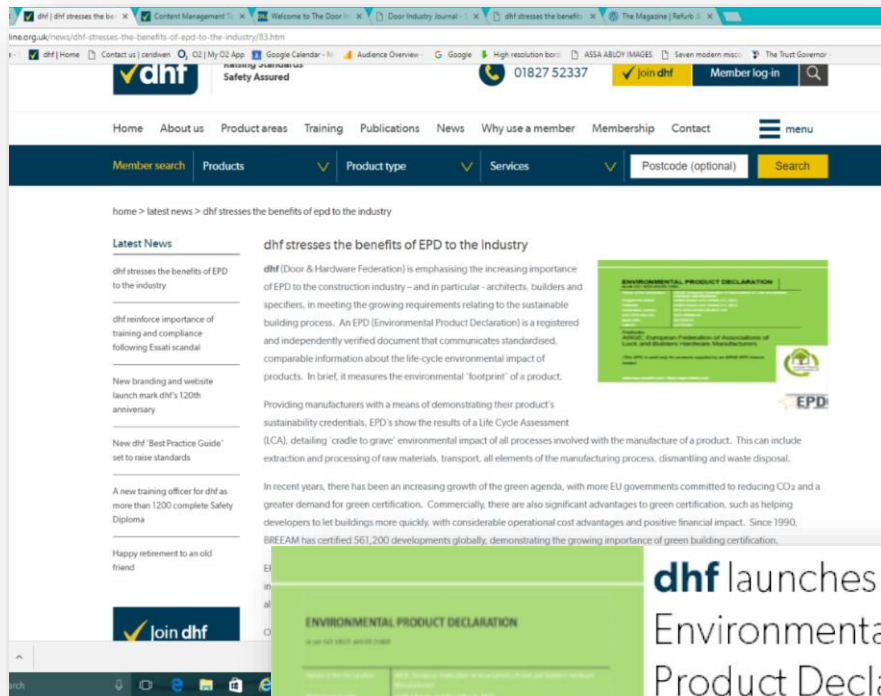 dhf | dhf stresses the be
Content Management
Welcome to The Door
Door Industry Journal
dhf stresses the benefits
The Magazine | Refurb
line.org.uk/news/dhf-stresses-the-benefits-of-epd-to-the-industry/83.htm
dhf | Home
Contact us | ceridwen
O2 | My O2 App
Google Calendar - M
Audience Overview
Google
High resolution
ASSA ABLOY IMAGES
Seven modern
The Trust Governor
dhf
Raising Standards
Safety Assured
01827 52337
Join dhf
Member log-in
Home About us Product areas Training Publications News Why use a member Membership Contact menu
Member search Products Product type Services Postcode (optional) Search
home > latest news > dhf stresses the benefits of epd to the industry
Latest News
dhf stresses the benefits of EPD
to the industry
dhf reinforce importance of
training and compliance
following Essati scandal
New branding and website
launch mark dhf's 120th
anniversary
New dhf 'Best Practice Guide'
set to raise standards
A new training officer for dhf as
more than 1200 complete Safety
Diploma
Happy retirement to an old
friend
Join dhf
dhf stresses the benefits of EPD to the industry
dhf (Door & Hardware Federation) is emphasising the increasing importance
of EPD to the construction industry – and in particular - architects, builders and
specifiers, in meeting the growing requirements relating to the sustainable
building process. An EPD (Environmental Product Declaration) is a registered
and independently verified document that communicates standardised,
comparable information about the life-cycle environmental impact of
products. In brief, it measures the environmental 'footprint' of a product.
Providing manufacturers with a means of demonstrating their product's
sustainability credentials, EPD's show the results of a Life Cycle Assessment
(LCA), detailing 'cradle to grave' environmental impact of all processes involved with the manufacture of a product. This can include
extraction and processing of raw materials, transport, all elements of the manufacturing process, dismantling and waste disposal.
In recent years, there has been an increasing growth of the green agenda, with more EU governments committed to reducing CO₂ and a
greater demand for green certification. Commercially, there are also significant advantages to green certification, such as helping
developers to let buildings more quickly, with considerable operational cost advantages and positive financial impact. Since 1990,
BREEAM has certified 561,200 developments globally, demonstrating the growing importance of green building certification.
ENVIRONMENTAL PRODUCT DECLARATION
ARGE; European Federation of Associations of
Lock and Builders Hardware Manufacturers
EPD
ENVIRONMENTAL PRODUCT DECLARATION
dhf launches
Environmenta
Product Decla